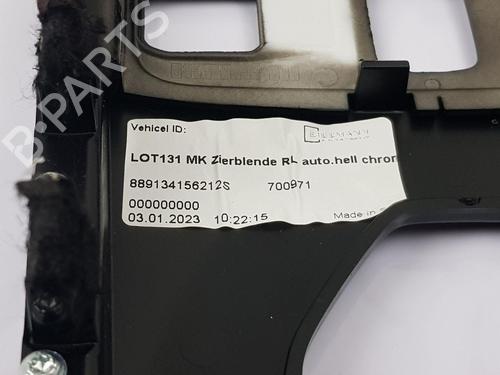 B-PARTS
Vehicel ID:
LOT131 MK Zierblende RL auto.hell chrom
889134156212S 700971
000000000
03.01.2023 10:22:15
Made in